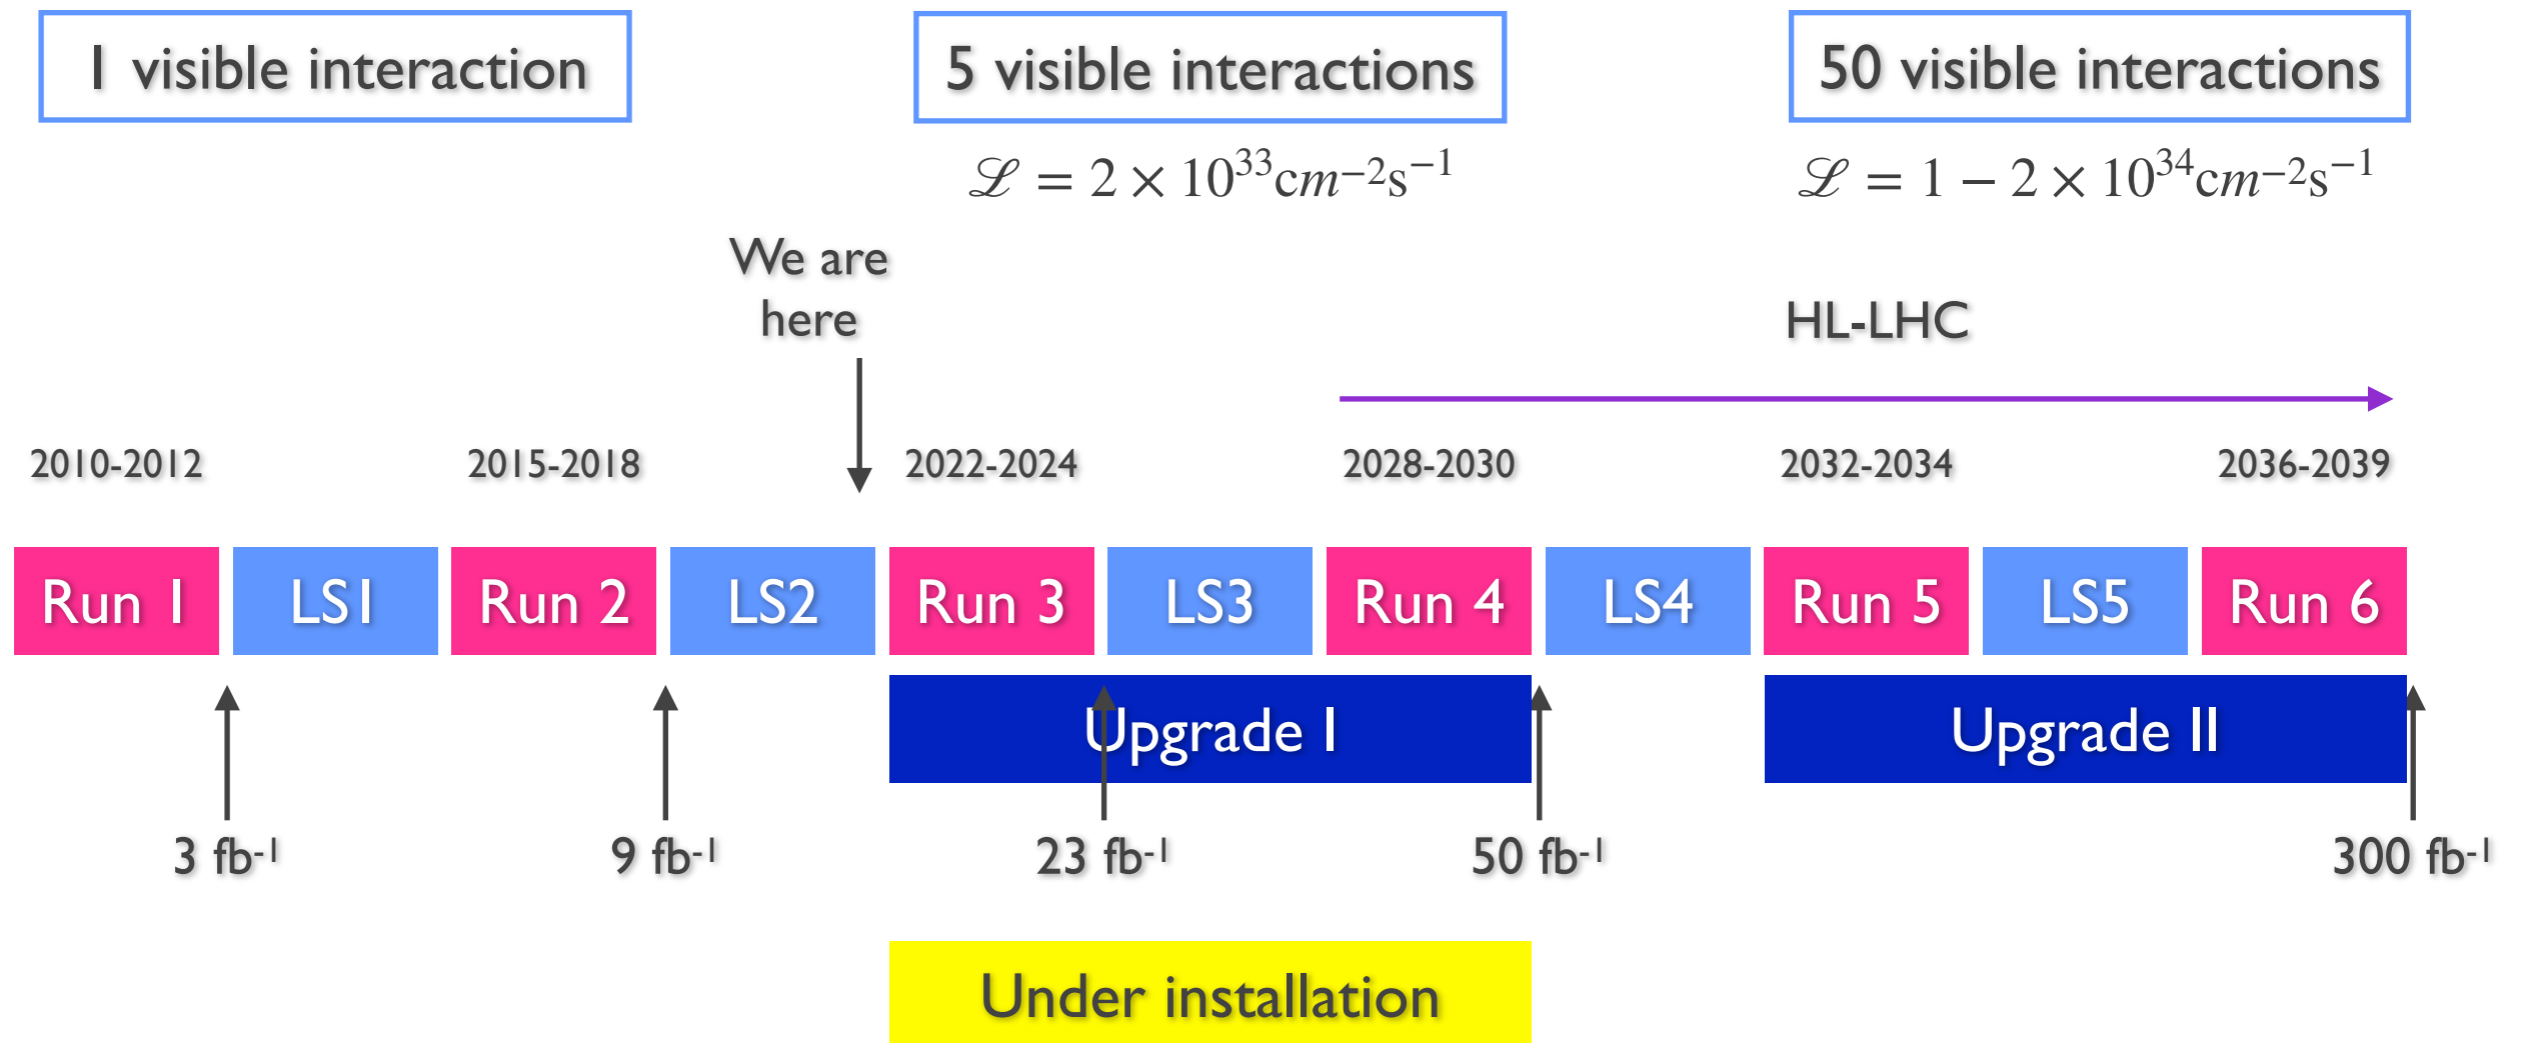 1 visible interaction
5 visible interactions
50 visible interactions
ℒ = 2 × 10³³cm−2s⁻¹
ℒ = 1 − 2 × 10³⁴cm−2s⁻¹
We are
here
HL-LHC
2010-2012
2015-2018
2022-2024
2028-2030
2032-2034
2036-2039
Run 1
LS1
Run 2
LS2
Run 3
LS3
Run 4
LS4
Run 5
LS5
Run 6
Upgrade I
Upgrade II
3 fb-1
9 fb-1
23 fb-1
50 fb-1
300 fb-1
Under installation